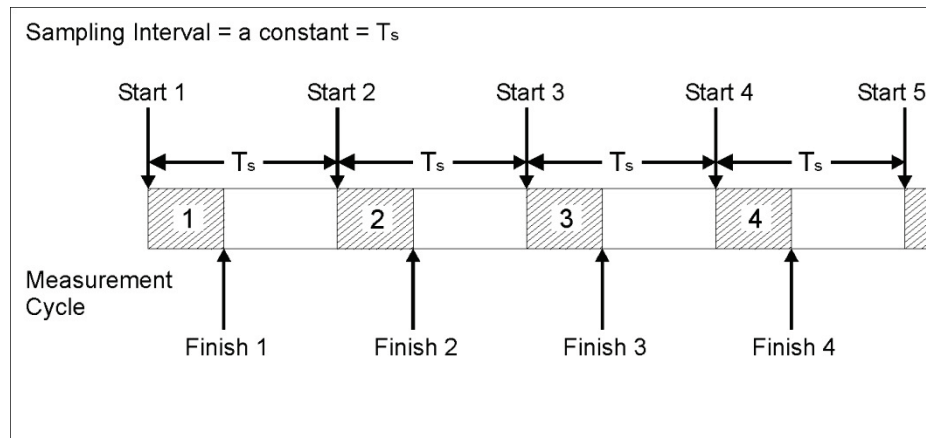 Sampling Interval = a constant = Ts
Start 1 Start 2 Start 3 Start 4 Start 5
Ts Ts Ts Ts
1 2 3 4
Measurement
Cycle
Finish 1 Finish 2 Finish 3 Finish 4